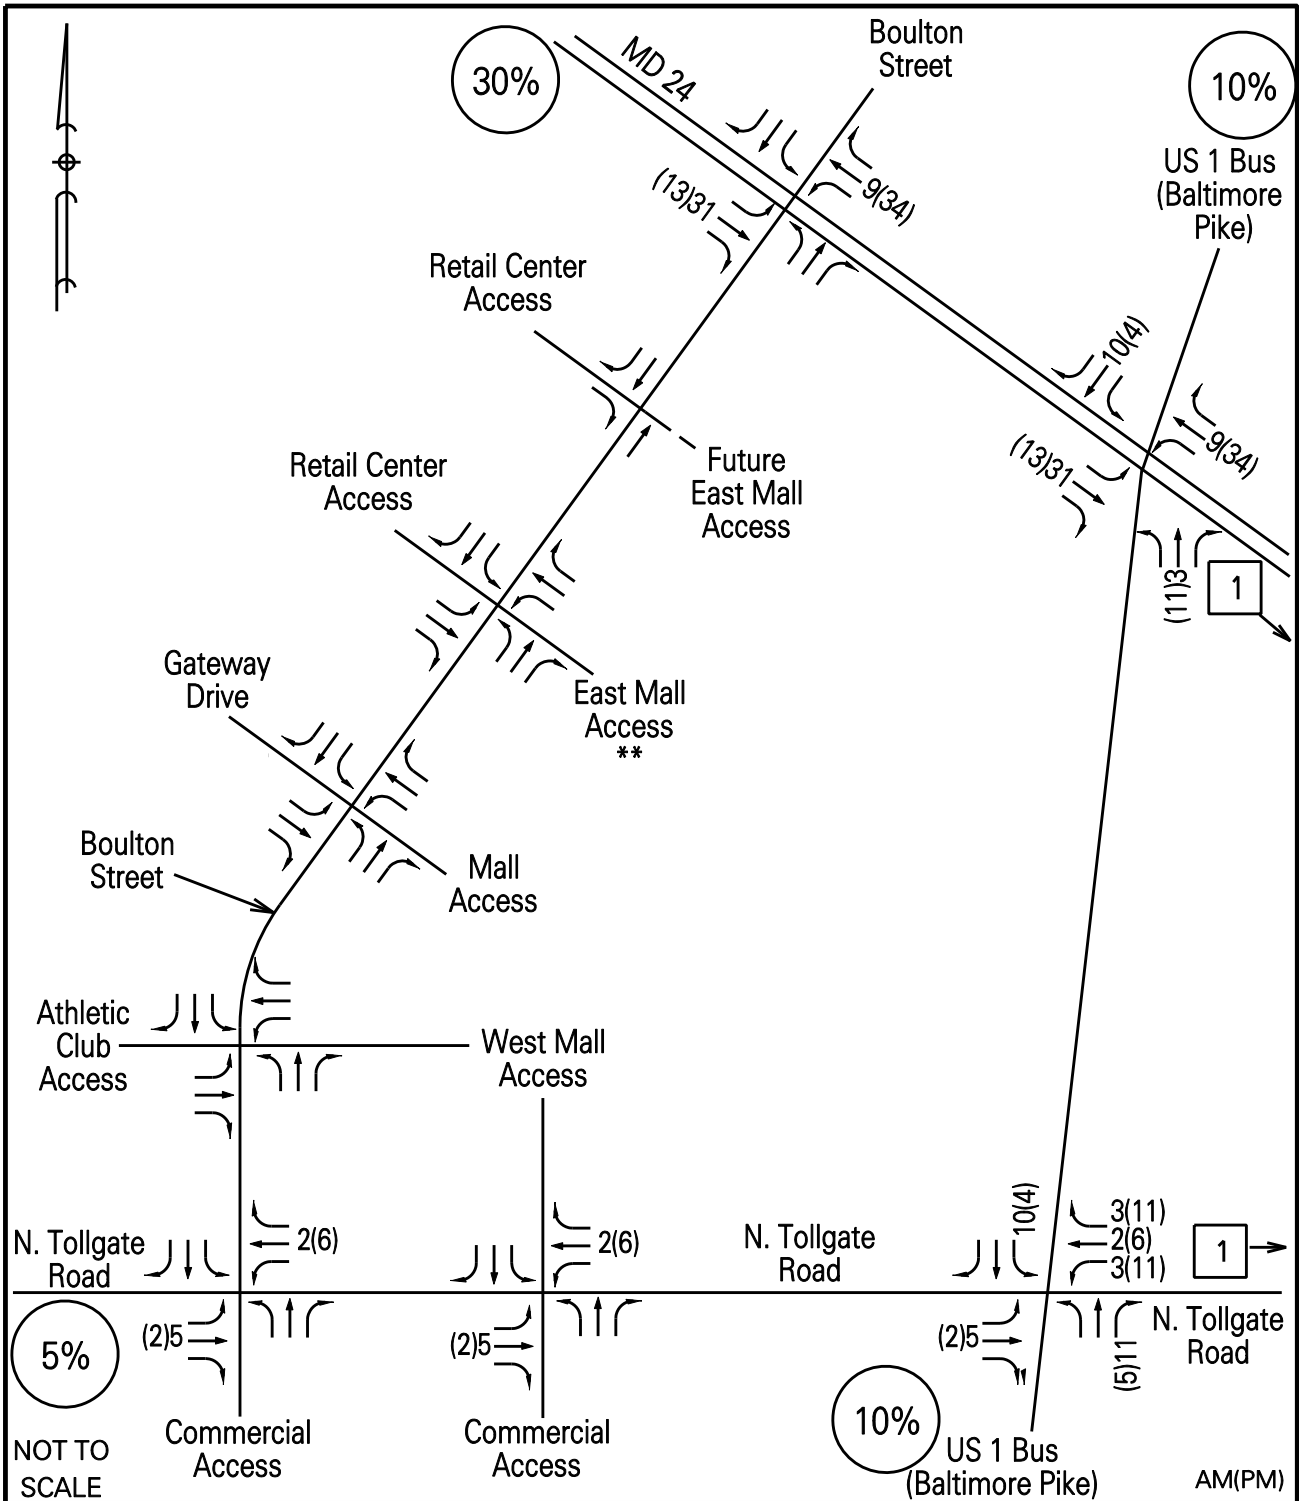 30%
MD 24
Boulton
Street
10%
US 1 Bus
(Baltimore
Pike)
(13)31
9(34)
Retail Center
Access
10(4)
9(34)
(13)31
Future
East Mall
Access
Retail Center
Access
(11)3
1
East Mall
Access
**
Gateway
Drive
Boulton
Street
Mall
Access
Athletic
Club
Access
West Mall
Access
N. Tollgate
Road
2(6)
2(6)
N. Tollgate
Road
10(4)
3(11)
2(6)
3(11)
1
5%
(2)5
(2)5
(2)5
(5)11
N. Tollgate
Road
10%
Commercial
Access
Commercial
Access
US 1 Bus
(Baltimore Pike)
NOT TO
SCALE
AM(PM)